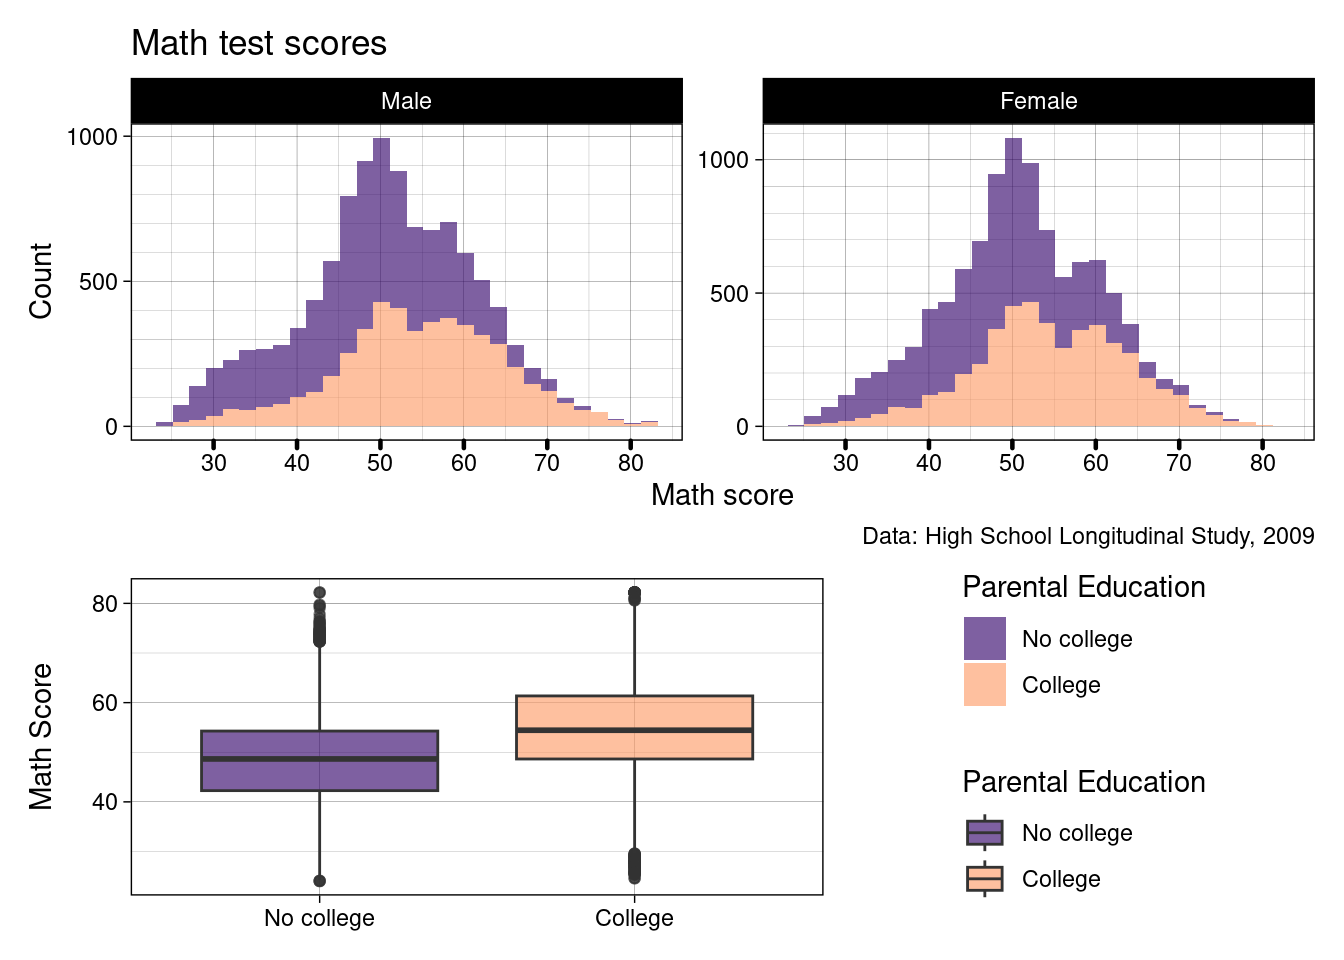 Math test scores
Male
Female
Count
1000
500
0
1000
500
0
30 40 50 60 70 80
30 40 50 60 70 80
Math score
Data: High School Longitudinal Study, 2009
Math Score
80
60
40
No college
College
Parental Education
No college
College
Parental Education
No college
College